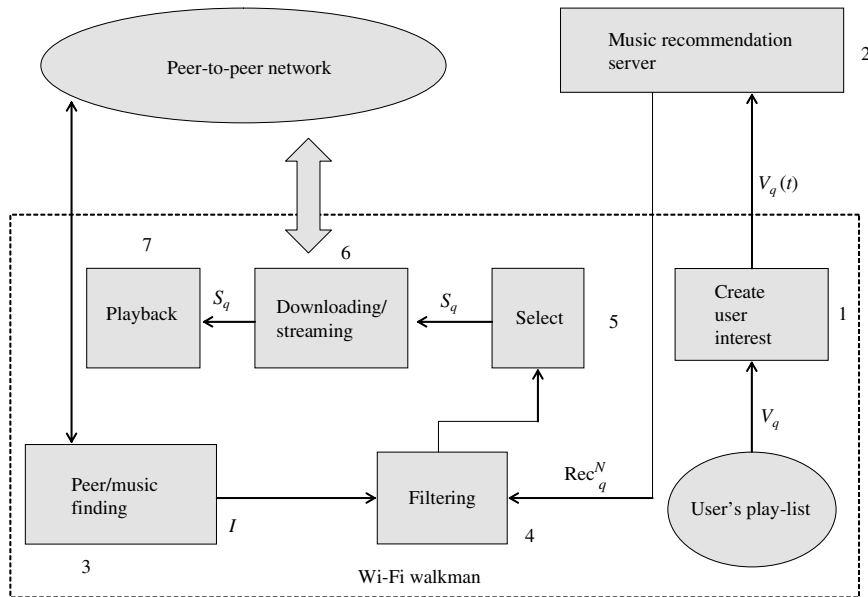 Peer-to-peer network
Music recommendation
server
2
V_q (t)
7
6
Playback
S_q
Downloading/
streaming
S_q
Select
5
Create
user
interest
1
V_q
Peer/music
finding
I
3
Filtering
4
Rec_q^N
User's play-list
Wi-Fi walkman